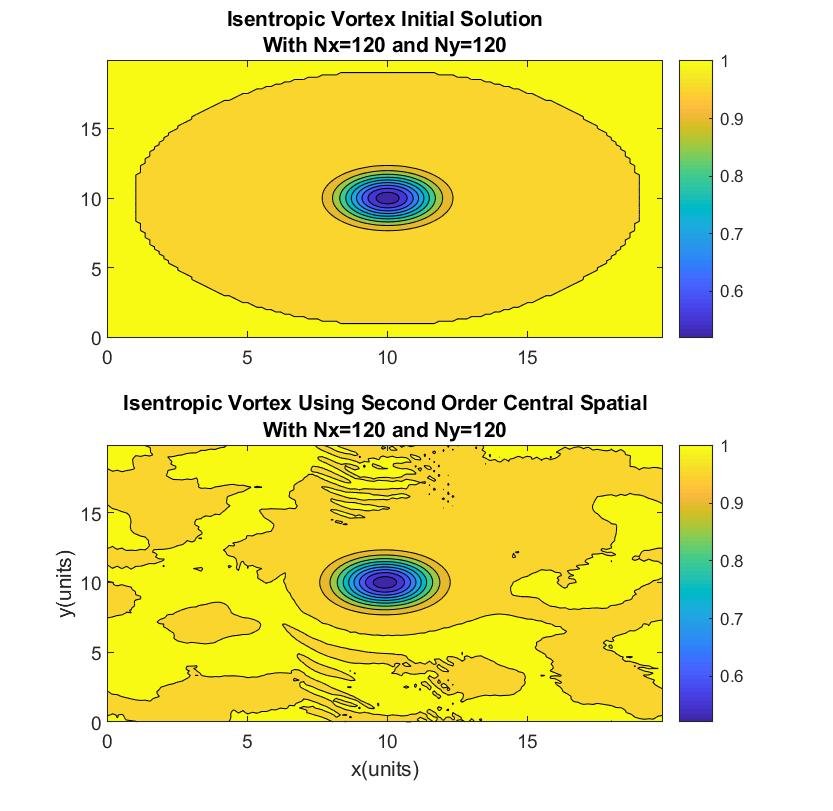 Isentropic Vortex Initial Solution
With Nx=120 and Ny=120
1
0.9
0.8
0.7
0.6
15
10
5
0
0 5 10 15
Isentropic Vortex Using Second Order Central Spatial
With Nx=120 and Ny=120
1
0.9
0.8
0.7
0.6
y(units)
15
10
5
0
0 5 10 15
x(units)